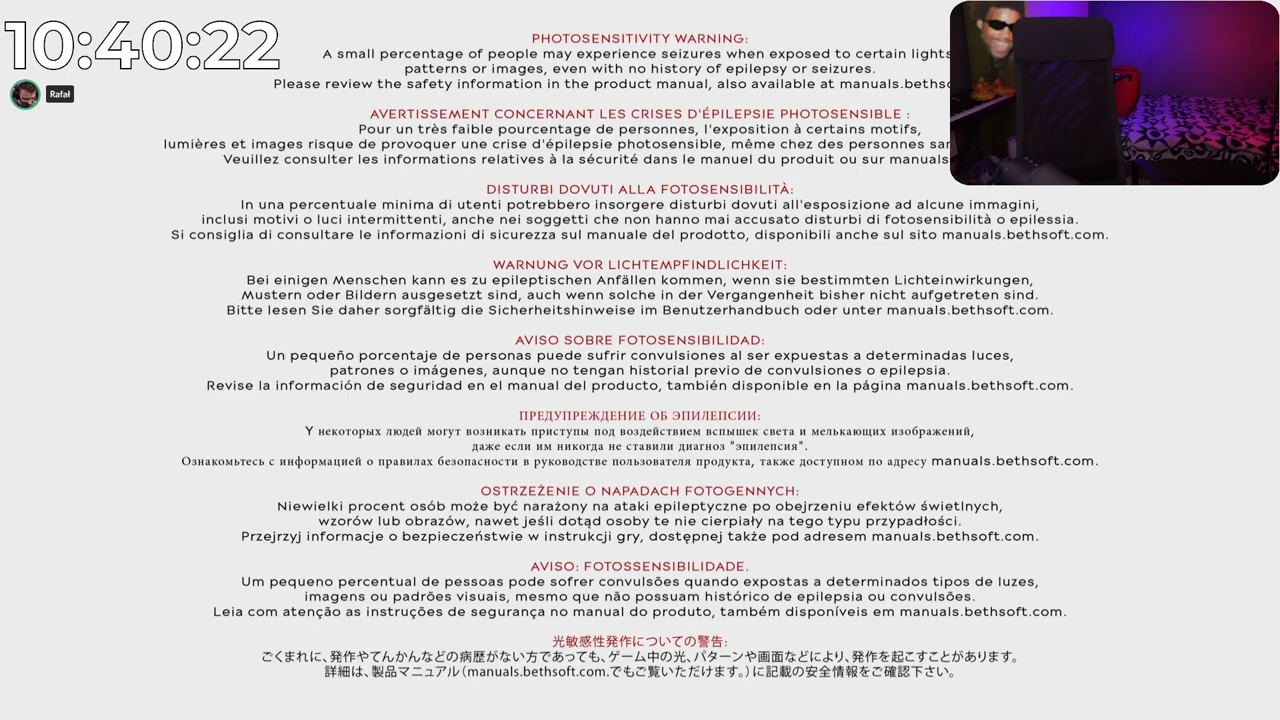 10:40:22
Rafał
PHOTOSENSITIVITY WARNING:
A small percentage of people may experience seizures when exposed to certain lights
patterns or images, even with no history of epilepsy or seizures.
Please review the safety information in the product manual, also available at manuals.beths
AVERTISSEMENT CONCERNANT LES CRISES D'ÉPILEPSIE PHOTOSENSIBLE :
Pour un très faible pourcentage de personnes, l'exposition à certains motifs,
lumières et images risque de provoquer une crise d'épilepsie photosensible, même chez des personnes
Veuillez consulter les informations relatives à la sécurité dans le manuel du produit ou sur manuals
DISTURBI DOVUTI ALLA FOTOSENSIBILITÀ:
In una percentuale minima di utenti potrebbero insorgere disturbi dovuti all'esposizione ad alcune immagini,
inclusi motivi o luci intermittenti, anche nei soggetti che non hanno mai accusato disturbi di fotosensibilità o epilessia.
Si consiglia di consultare le informazioni di sicurezza sul manuale del prodotto, disponibili anche sul sito manuals.bethsoft.com.
WARNUNG VOR LICHTEMPFINDLICHKEIT:
Bei einigen Menschen kann es zu epileptischen Anfällen kommen, wenn sie bestimmten Lichteinwirkungen,
Mustern oder Bildern ausgesetzt sind, auch wenn solche in der Vergangenheit bisher nicht aufgetreten sind.
Bitte lesen Sie daher sorgfältig die Sicherheitshinweise im Benutzerhandbuch oder unter manuals.bethsoft.com.
AVISO SOBRE FOTOSENSIBILIDAD:
Un pequeño porcentaje de personas puede sufrir convulsiones al ser expuestas a determinadas luces,
patrones o imágenes, aunque no tengan historial previo de convulsiones o epilepsia.
Revise la información de seguridad en el manual del producto, también disponible en la página manuals.bethsoft.com.
ПРЕДУПРЕЖДЕНИЕ ОБ ЭПИЛЕПСИИ:
У некоторых людей могут возникать приступы под воздействием вспышек света и мелькающих изображений,
даже если им никогда не ставили диагноз "эпилепсия".
Ознакомьтесь с информацией о правилах безопасности в руководстве пользователя продукта, также доступном по адресу manuals.bethsoft.com.
OSTRZEŻENIE O NAPADACH FOTOGENNYCH:
Niewielki procent osób może być narażony na ataki epileptyczne po obejrzeniu efektów świetlnych,
wzorów lub obrazów, nawet jeśli dotąd osoby te nie cierpiały na tego typu przypadłości.
Przejrzyj informacje o bezpieczeństwie w instrukcji gry, dostępnej także pod adresem manuals.bethsoft.com.
AVISO: FOTOSSENSIBILIDADE.
Um pequeno percentual de pessoas pode sofrer convulsões quando expostas a determinados tipos de luzes,
imagens ou padrões visuais, mesmo que não possuam histórico de epilepsia ou convulsões.
Leia com atenção as instruções de segurança no manual do produto, também disponíveis em manuals.bethsoft.com.
光敏感性発作についての警告:
ごくまれに、発作やてんかんなどの病歴がない方であっても、ゲーム中の光、パターンや画面などにより、発作を起こすことがあります。
詳細は、製品マニュアル（manuals.bethsoft.com.でもご覧いただけます。）に記載の安全情報をご確認下さい。